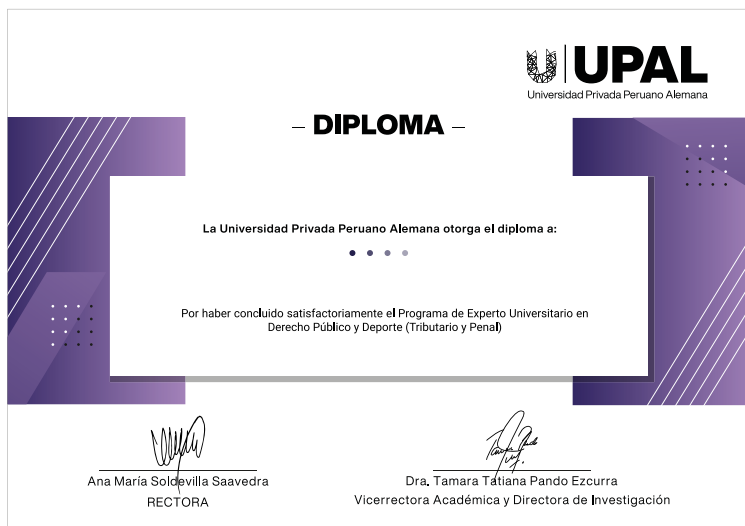 UPAL
Universidad Privada Peruano Alemana
– DIPLOMA –
La Universidad Privada Peruano Alemana otorga el diploma a:
Por haber concluido satisfactoriamente el Programa de Experto Universitario en
Derecho Público y Deporte (Tributario y Penal)
Ana María Soldevilla Saavedra
RECTORA
Dra. Tamara Tatiana Pando Ezcurra
Vicerrectora Académica y Directora de Investigación